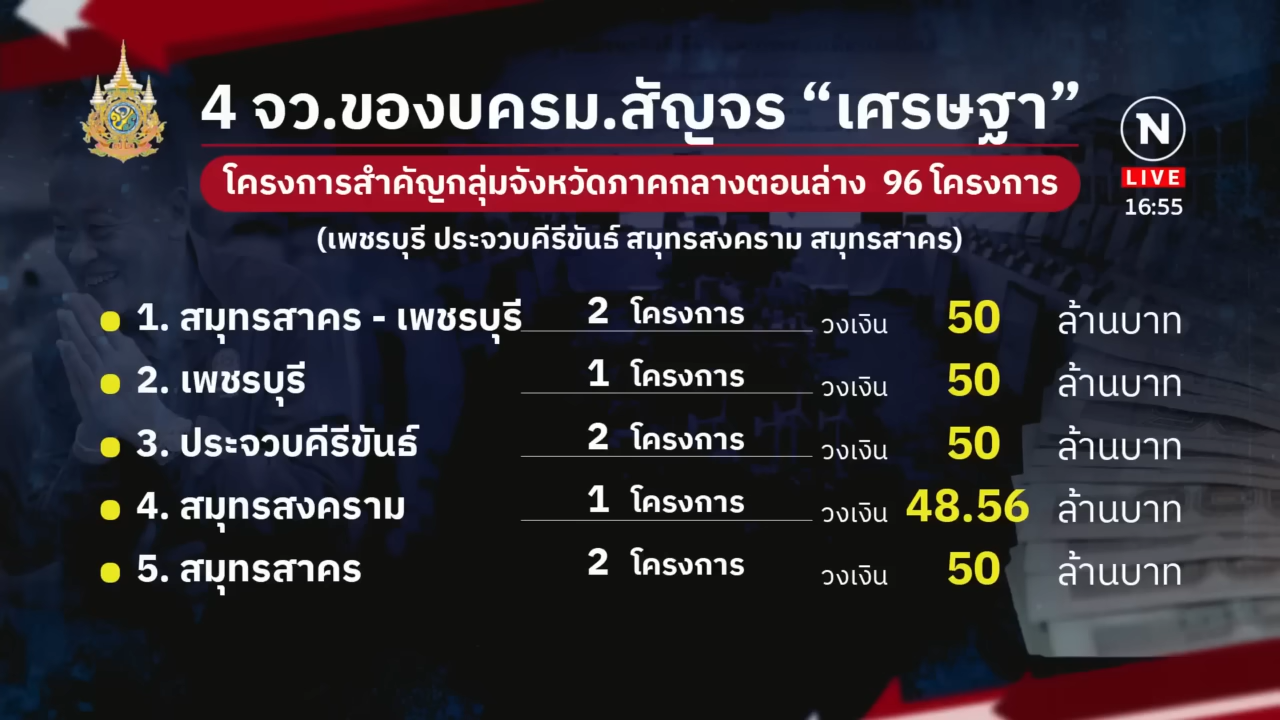 4 จว.ของบครม.สัญจร “เศรษฐา”
N
LIVE
16:55
โครงการสำคัญกลุ่มจังหวัดภาคกลางตอนล่าง 96 โครงการ
(เพชรบุรี ประจวบคีรีขันธ์ สมุทรสงคราม สมุทรสาคร)
1. สมุทรสาคร - เพชรบุรี 2 โครงการ วงเงิน 50 ล้านบาท
2. เพชรบุรี 1 โครงการ วงเงิน 50 ล้านบาท
3. ประจวบคีรีขันธ์ 2 โครงการ วงเงิน 50 ล้านบาท
4. สมุทรสงคราม 1 โครงการ วงเงิน 48.56 ล้านบาท
5. สมุทรสาคร 2 โครงการ วงเงิน 50 ล้านบาท